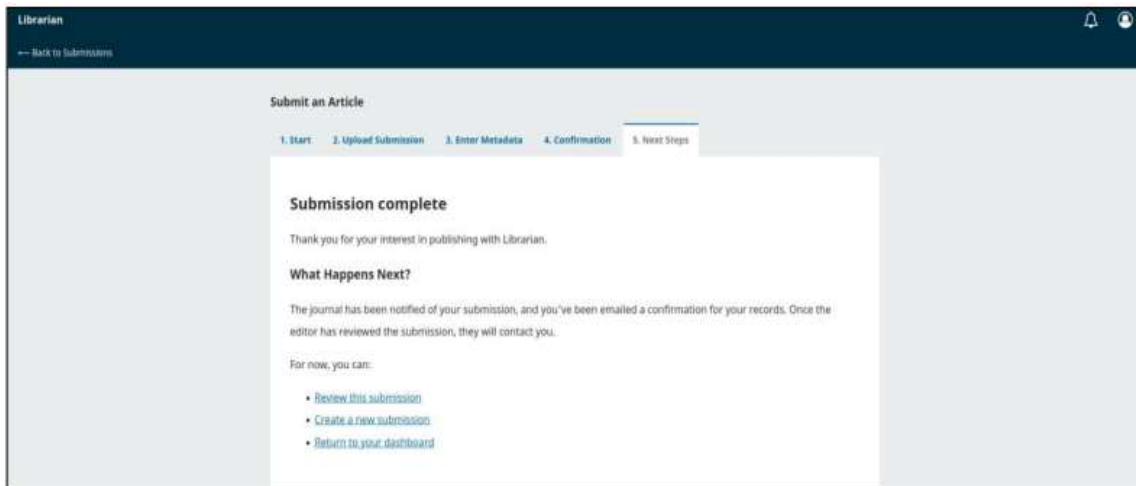 Librarian
← Back to Submissions
Submit an Article
1. Start 2. Upload Submission 3. Enter Metadata 4. Confirmation 5. Next Steps
Submission complete
Thank you for your interest in publishing with Librarian.
What Happens Next?
The journal has been notified of your submission, and you've been emailed a confirmation for your records. Once the
editor has reviewed the submission, they will contact you.
For now, you can:
• Review this submission
• Create a new submission
• Return to your dashboard